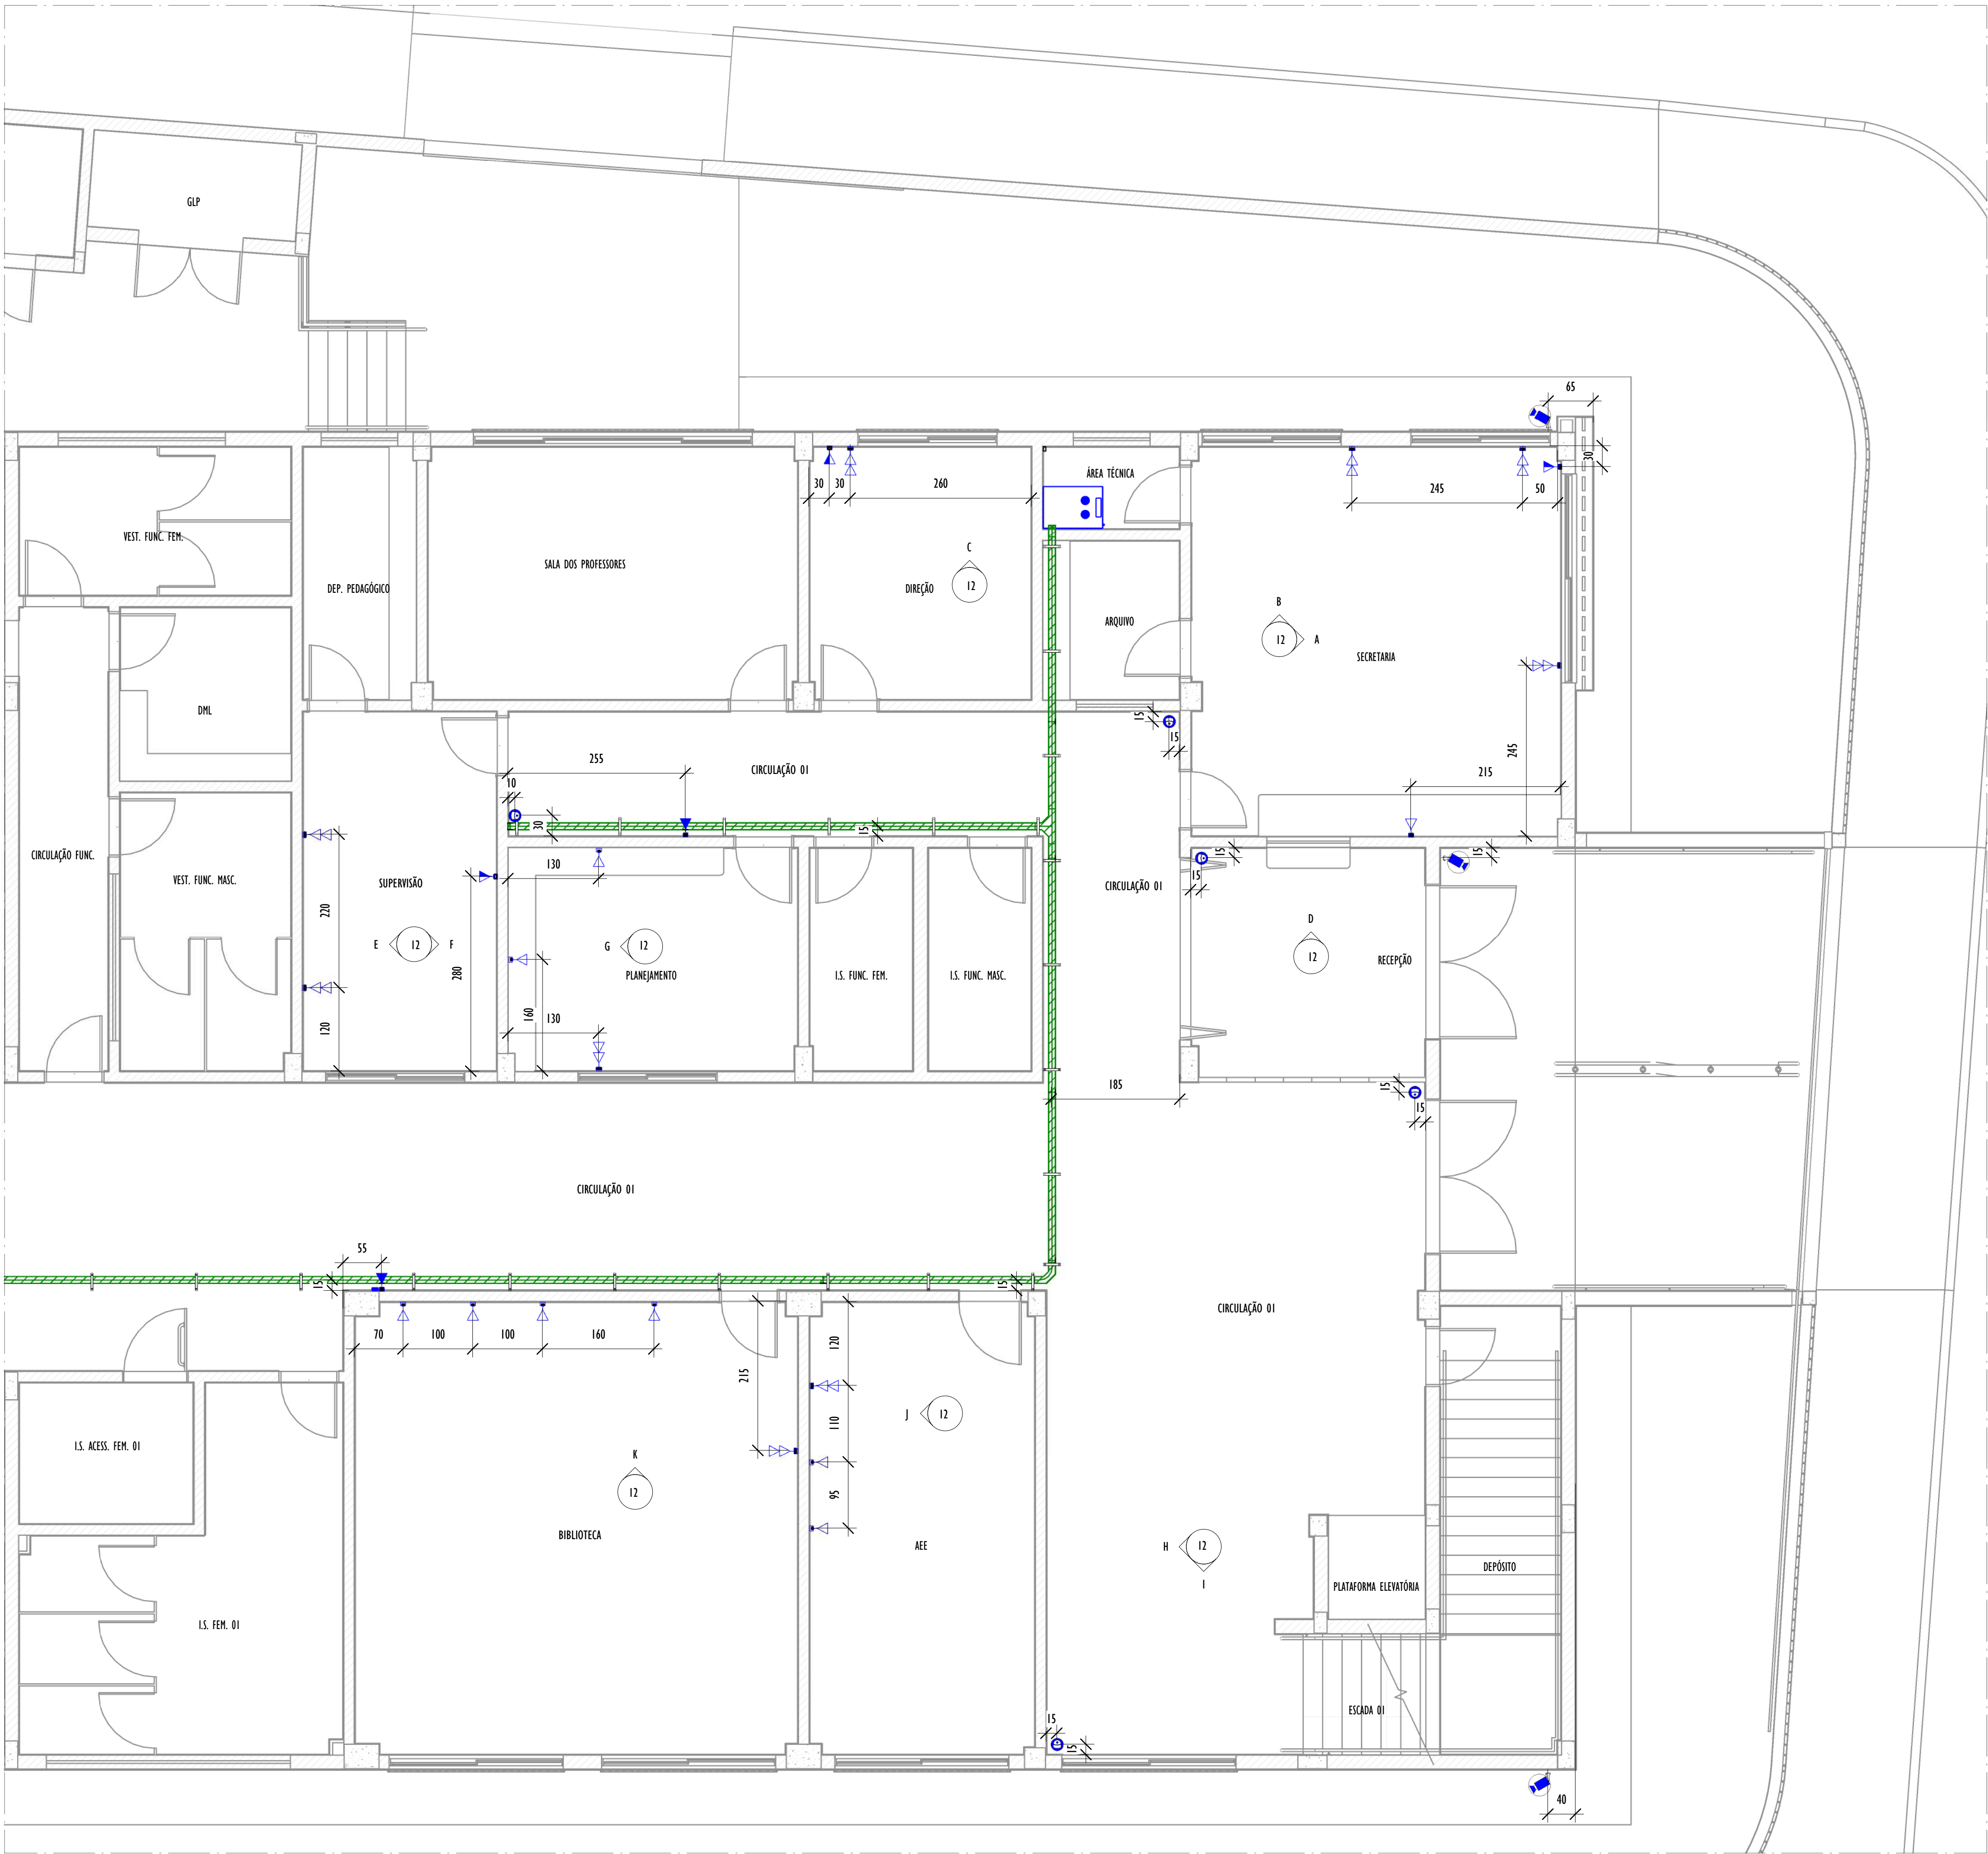 GLP
65
30
ÁREA TÉCNICA
30
30
260
245
50
VEST. FUNC. FEM.
SALA DOS PROFESSORES
C
12
DEP. PEDAGÓGICO
DIREÇÃO
B
12
A
ARQUIVO
SECRETARIA
DML
15
15
245
255
CIRCULAÇÃO 01
215
10
30
15
CIRCULAÇÃO FUNC.
VEST. FUNC. MASC.
130
15
15
15
SUPERVISÃO
CIRCULAÇÃO 01
220
D
12
E
12
F
G
12
RECEPÇÃO
280
PLANEJAMENTO
I.S. FUNC. FEM.
I.S. FUNC. MASC.
160
130
120
185
15
15
CIRCULAÇÃO 01
55
15
15
CIRCULAÇÃO 01
70
100
100
160
120
215
J
12
110
I.S. ACESS. FEM. 01
K
12
95
BIBLIOTECA
AEE
H
12
I
DEPÓSITO
PLATAFORMA ELEVATÓRIA
I.S. FEM. 01
ESCADA 01
15
15
40